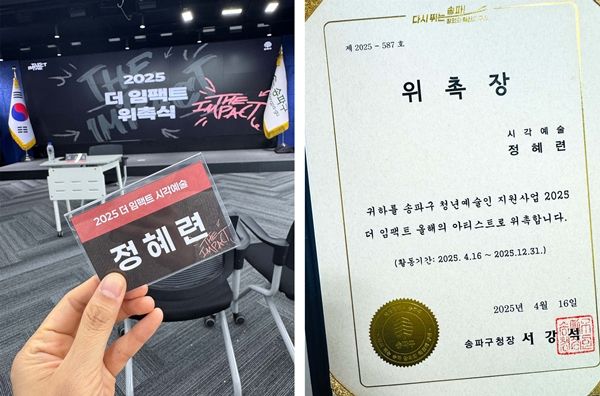 THE IMPACT
2025
더 임팩트
위촉식
THE IMPACT
송파구
2025 더 임팩트 시각예술
정혜련
THE IMPACT
다시 뛰는 송파!
제 2025 - 587 호
위 촉 장
시 각 예 술
정 혜 련
귀하를 송파구 청년예술인 지원사업 2025
더 임팩트 올해의 아티스트로 위촉합니다.
(활동기간: 2025. 4.16 ~ 2025.12.31.)
2025년 4월 16일
송파구청장 서 강 석